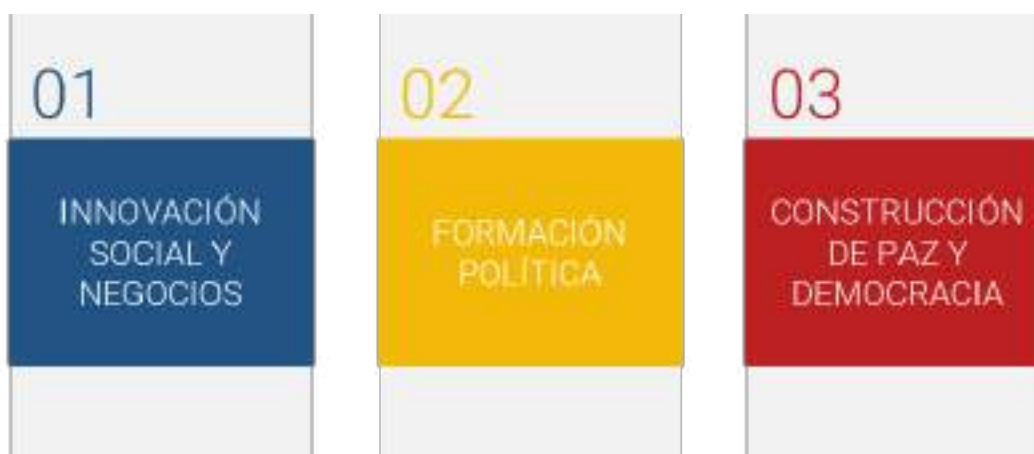 01
INNOVACIÓN
SOCIAL Y
NEGOCIOS
02
FORMACIÓN
POLÍTICA
03
CONSTRUCCIÓN
DE PAZ Y
DEMOCRACIA